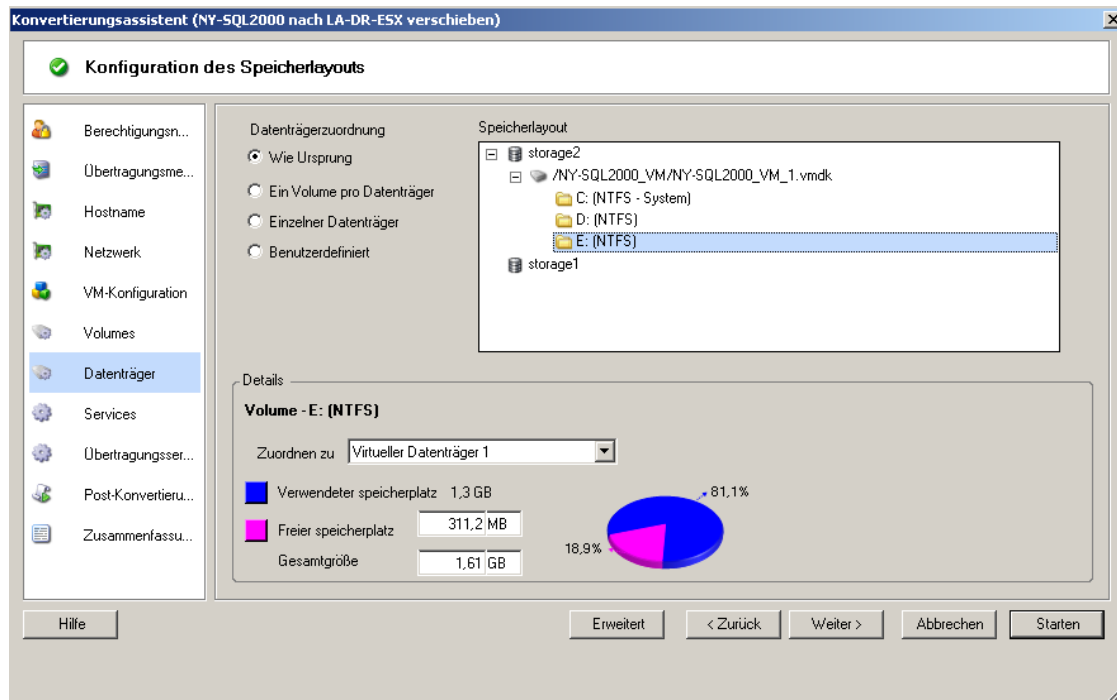 Konvertierungsassistent (NY-SQL2000 nach LA-DR-ESX verschieben)
Konfiguration des Speicherlayouts
Berechtigungsn...
Übertragungsme...
Hostname
Netzwerk
VM-Konfiguration
Volumes
Datenträger
Services
Übertragungsser...
Post-Konvertieru...
Zusammenfassu...
Datenträgerzuordnung
Wie Ursprung
Ein Volume pro Datenträger
Einzelner Datenträger
Benutzerdefiniert
Speicherlayout
storage2
/NY-SQL2000_VM/NY-SQL2000_VM_1.vmdk
C: (NTFS - System)
D: (NTFS)
E: (NTFS)
storage1
Details
Volume - E: (NTFS)
Zuordnen zu Virtueller Datenträger 1
Verwendeter speicherplatz 1,3 GB
Freier speicherplatz 311,2 MB
Gesamtgröße 1,61 GB
81,1%
18,9%
Hilfe Erweitert < Zurück Weiter > Abbrechen Starten